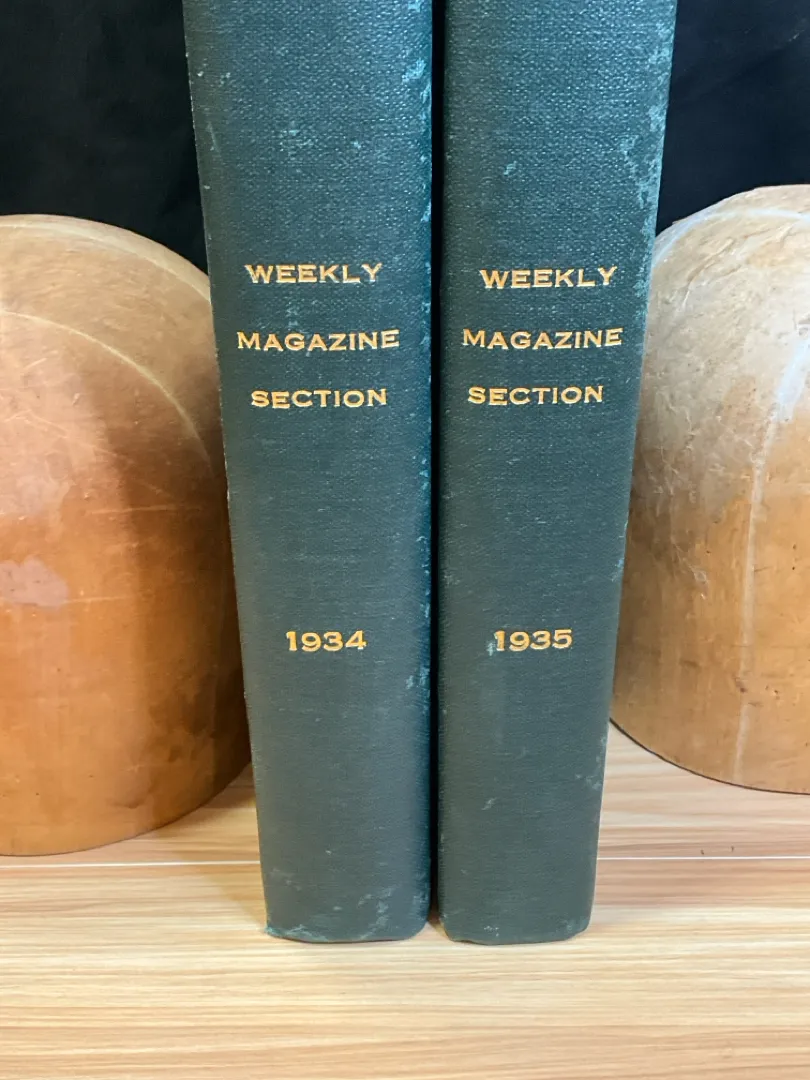 WEEKLY
MAGAZINE
SECTION
1934
WEEKLY
MAGAZINE
SECTION
1935